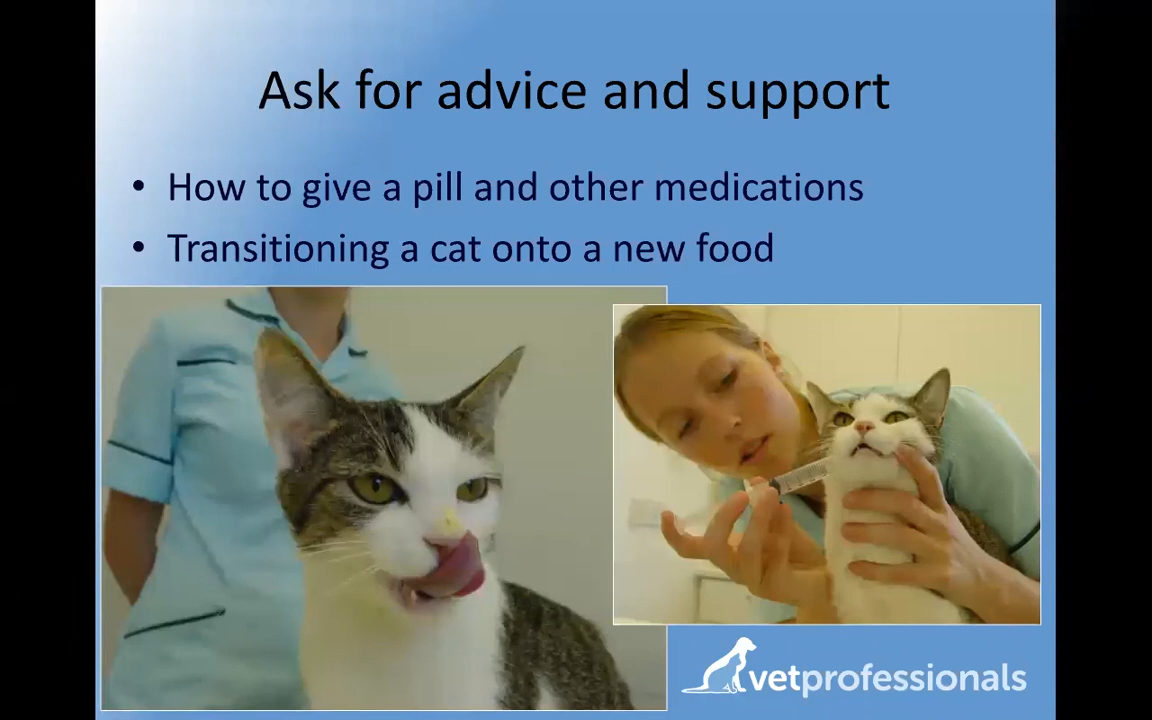 Ask for advice and support
• How to give a pill and other medications
• Transitioning a cat onto a new food
vetprofessionals